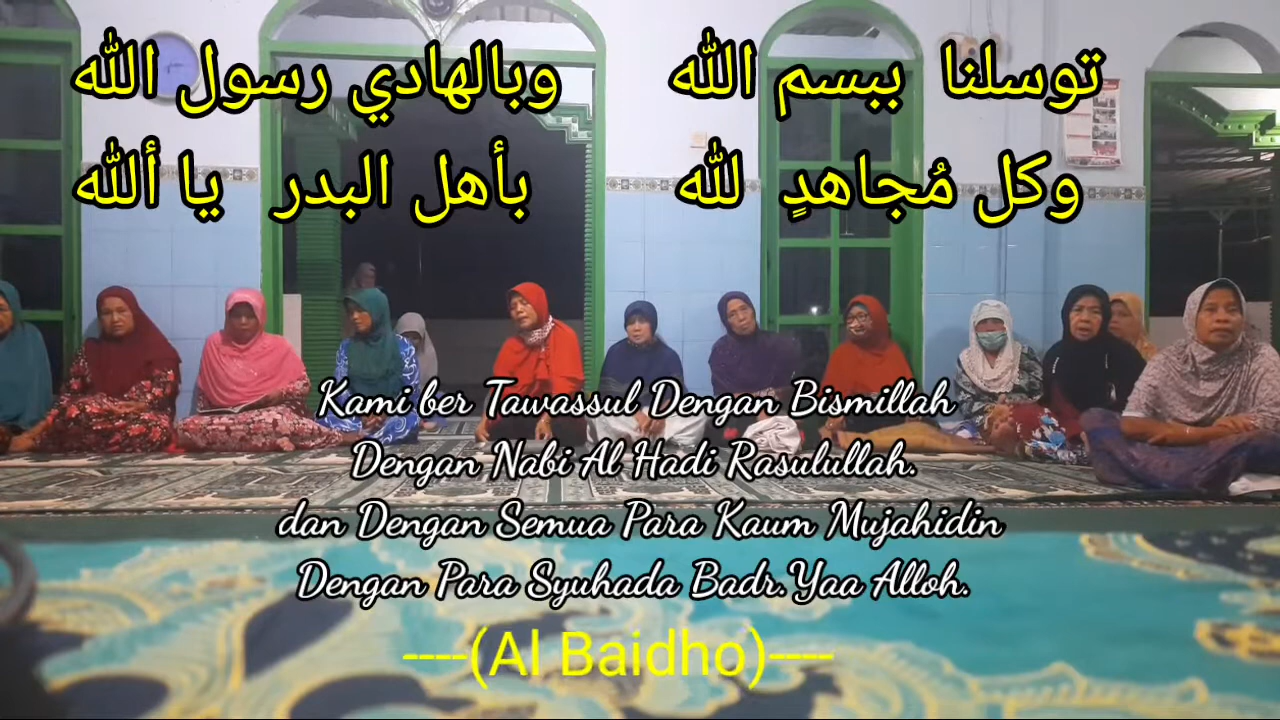 توسلنا ببسم الله وبالهادي رسول الله
وكل مُجاهدٍ لله بأهل البدر يا ألله
Kami ber Tawassul Dengan Bismillah
Dengan Nabi Al Hadi Rasulullah.
dan Dengan Semua Para Kaum Mujahidin
Dengan Para Syuhada Badr.Yaa Alloh.
----(Al Baidho)----